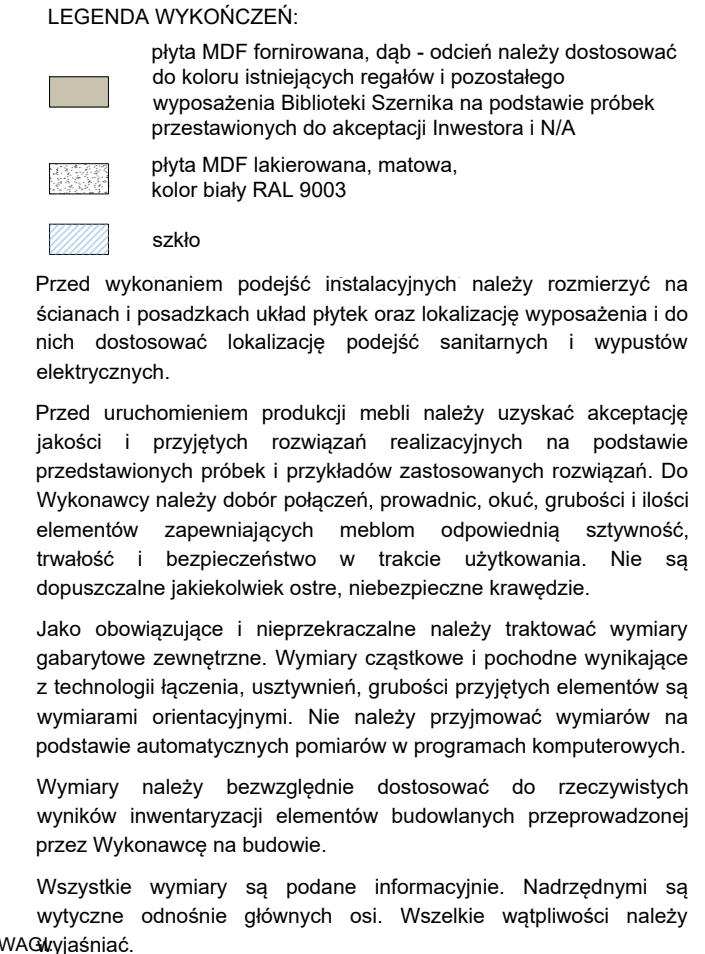 LEGENDA WYKOŃCZEŃ:
płyta MDF fornirowana, dąb - odcień należy dostosować
do koloru istniejących regałów i pozostałego
wyposażenia Biblioteki Szernika na podstawie próbek
przestawionych do akceptacji Inwestora i N/A
płyta MDF lakierowana, matowa,
kolor biały RAL 9003
szkło
Przed wykonaniem podejść instalacyjnych należy rozmierzyć na
ścianach i posadzkach układ płytek oraz lokalizację wyposażenia i do
nich dostosować lokalizację podejść sanitarnych i wypustów
elektrycznych.
Przed uruchomieniem produkcji mebli należy uzyskać akceptację
jakości i przyjętych rozwiązań realizacyjnych na podstawie
przedstawionych próbek i przykładów zastosowanych rozwiązań. Do
Wykonawcy należy dobór połączeń, prowadnic, okuć, grubości i ilości
elementów zapewniających meblom odpowiednią sztywność,
trwałość i bezpieczeństwo w trakcie użytkowania. Nie są
dopuszczalne jakiekolwiek ostre, niebezpieczne krawędzie.
Jako obowiązujące i nieprzekraczalne należy traktować wymiary
gabarytowe zewnętrzne. Wymiary cząstkowe i pochodne wynikające
z technologii łączenia, usztywnień, grubości przyjętych elementów są
wymiarami orientacyjnymi. Nie należy przyjmować wymiarów na
podstawie automatycznych pomiarów w programach komputerowych.
Wymiary należy bezwzględnie dostosować do rzeczywistych
wyników inwentaryzacji elementów budowlanych przeprowadzonej
przez Wykonawcę na budowie.
Wszystkie wymiary są podane informacyjnie. Nadrzędnymi są
wytyczne odnośnie głównych osi. Wszelkie wątpliwości należy
wyjaśniać.